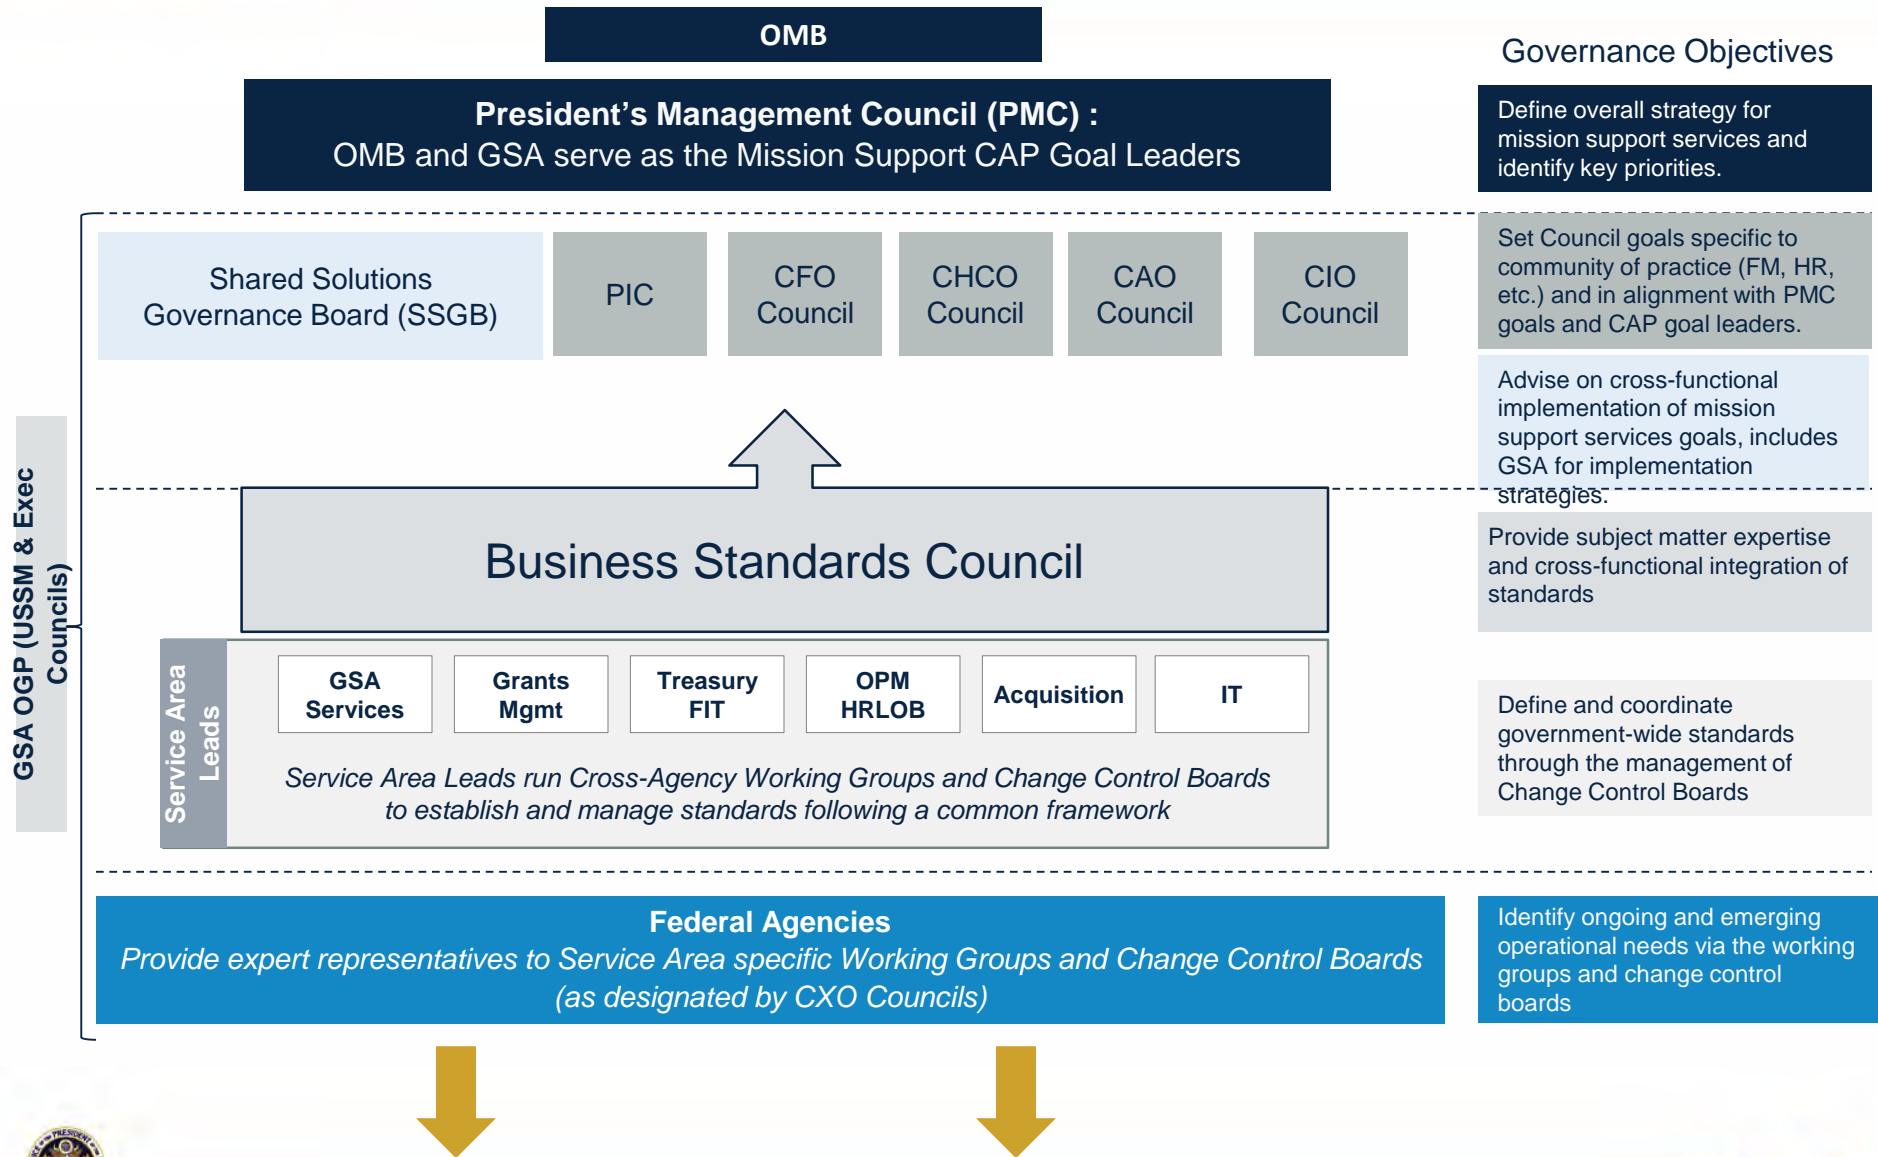 OMB
Governance Objectives
President's Management Council (PMC) :
OMB and GSA serve as the Mission Support CAP Goal Leaders
Define overall strategy for
mission support services and
identify key priorities.
Shared Solutions
Governance Board (SSGB)
PIC
CFO
Council
CHCO
Council
CAO
Council
CIO
Council
Set Council goals specific to
community of practice (FM, HR,
etc.) and in alignment with PMC
goals and CAP goal leaders.
Advise on cross-functional
implementation of mission
support services goals, includes
GSA for implementation
strategies.
GSA OGP (USSM & Exec
Councils)
Business Standards Council
Provide subject matter expertise
and cross-functional integration of
standards
Service Area
Leads
GSA
Services
Grants
Mgmt
Treasury
FIT
OPM
HRLOB
Acquisition
IT
Service Area Leads run Cross-Agency Working Groups and Change Control Boards
to establish and manage standards following a common framework
Define and coordinate
government-wide standards
through the management of
Change Control Boards
Federal Agencies
Provide expert representatives to Service Area specific Working Groups and Change Control Boards
(as designated by CXO Councils)
Identify ongoing and emerging
operational needs via the working
groups and change control
boards